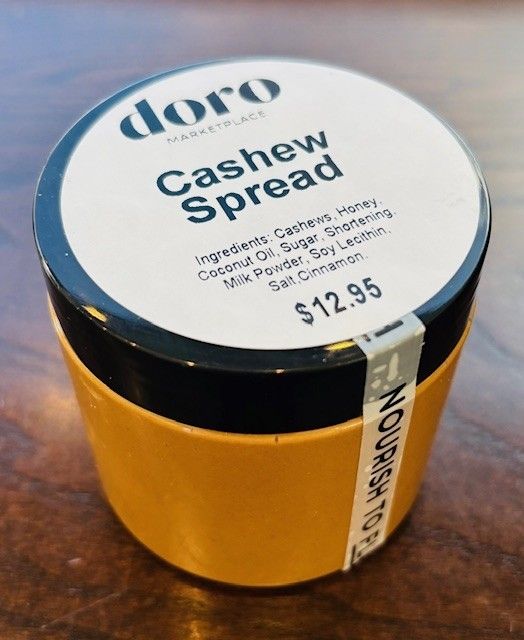 doro
MARKETPLACE
Cashew
Spread
Ingredients: Cashews, Honey,
Coconut Oil, Sugar, Shortening,
Milk Powder, Soy Lecithin,
Salt,Cinnamon.
$12.95
NOURISH TO